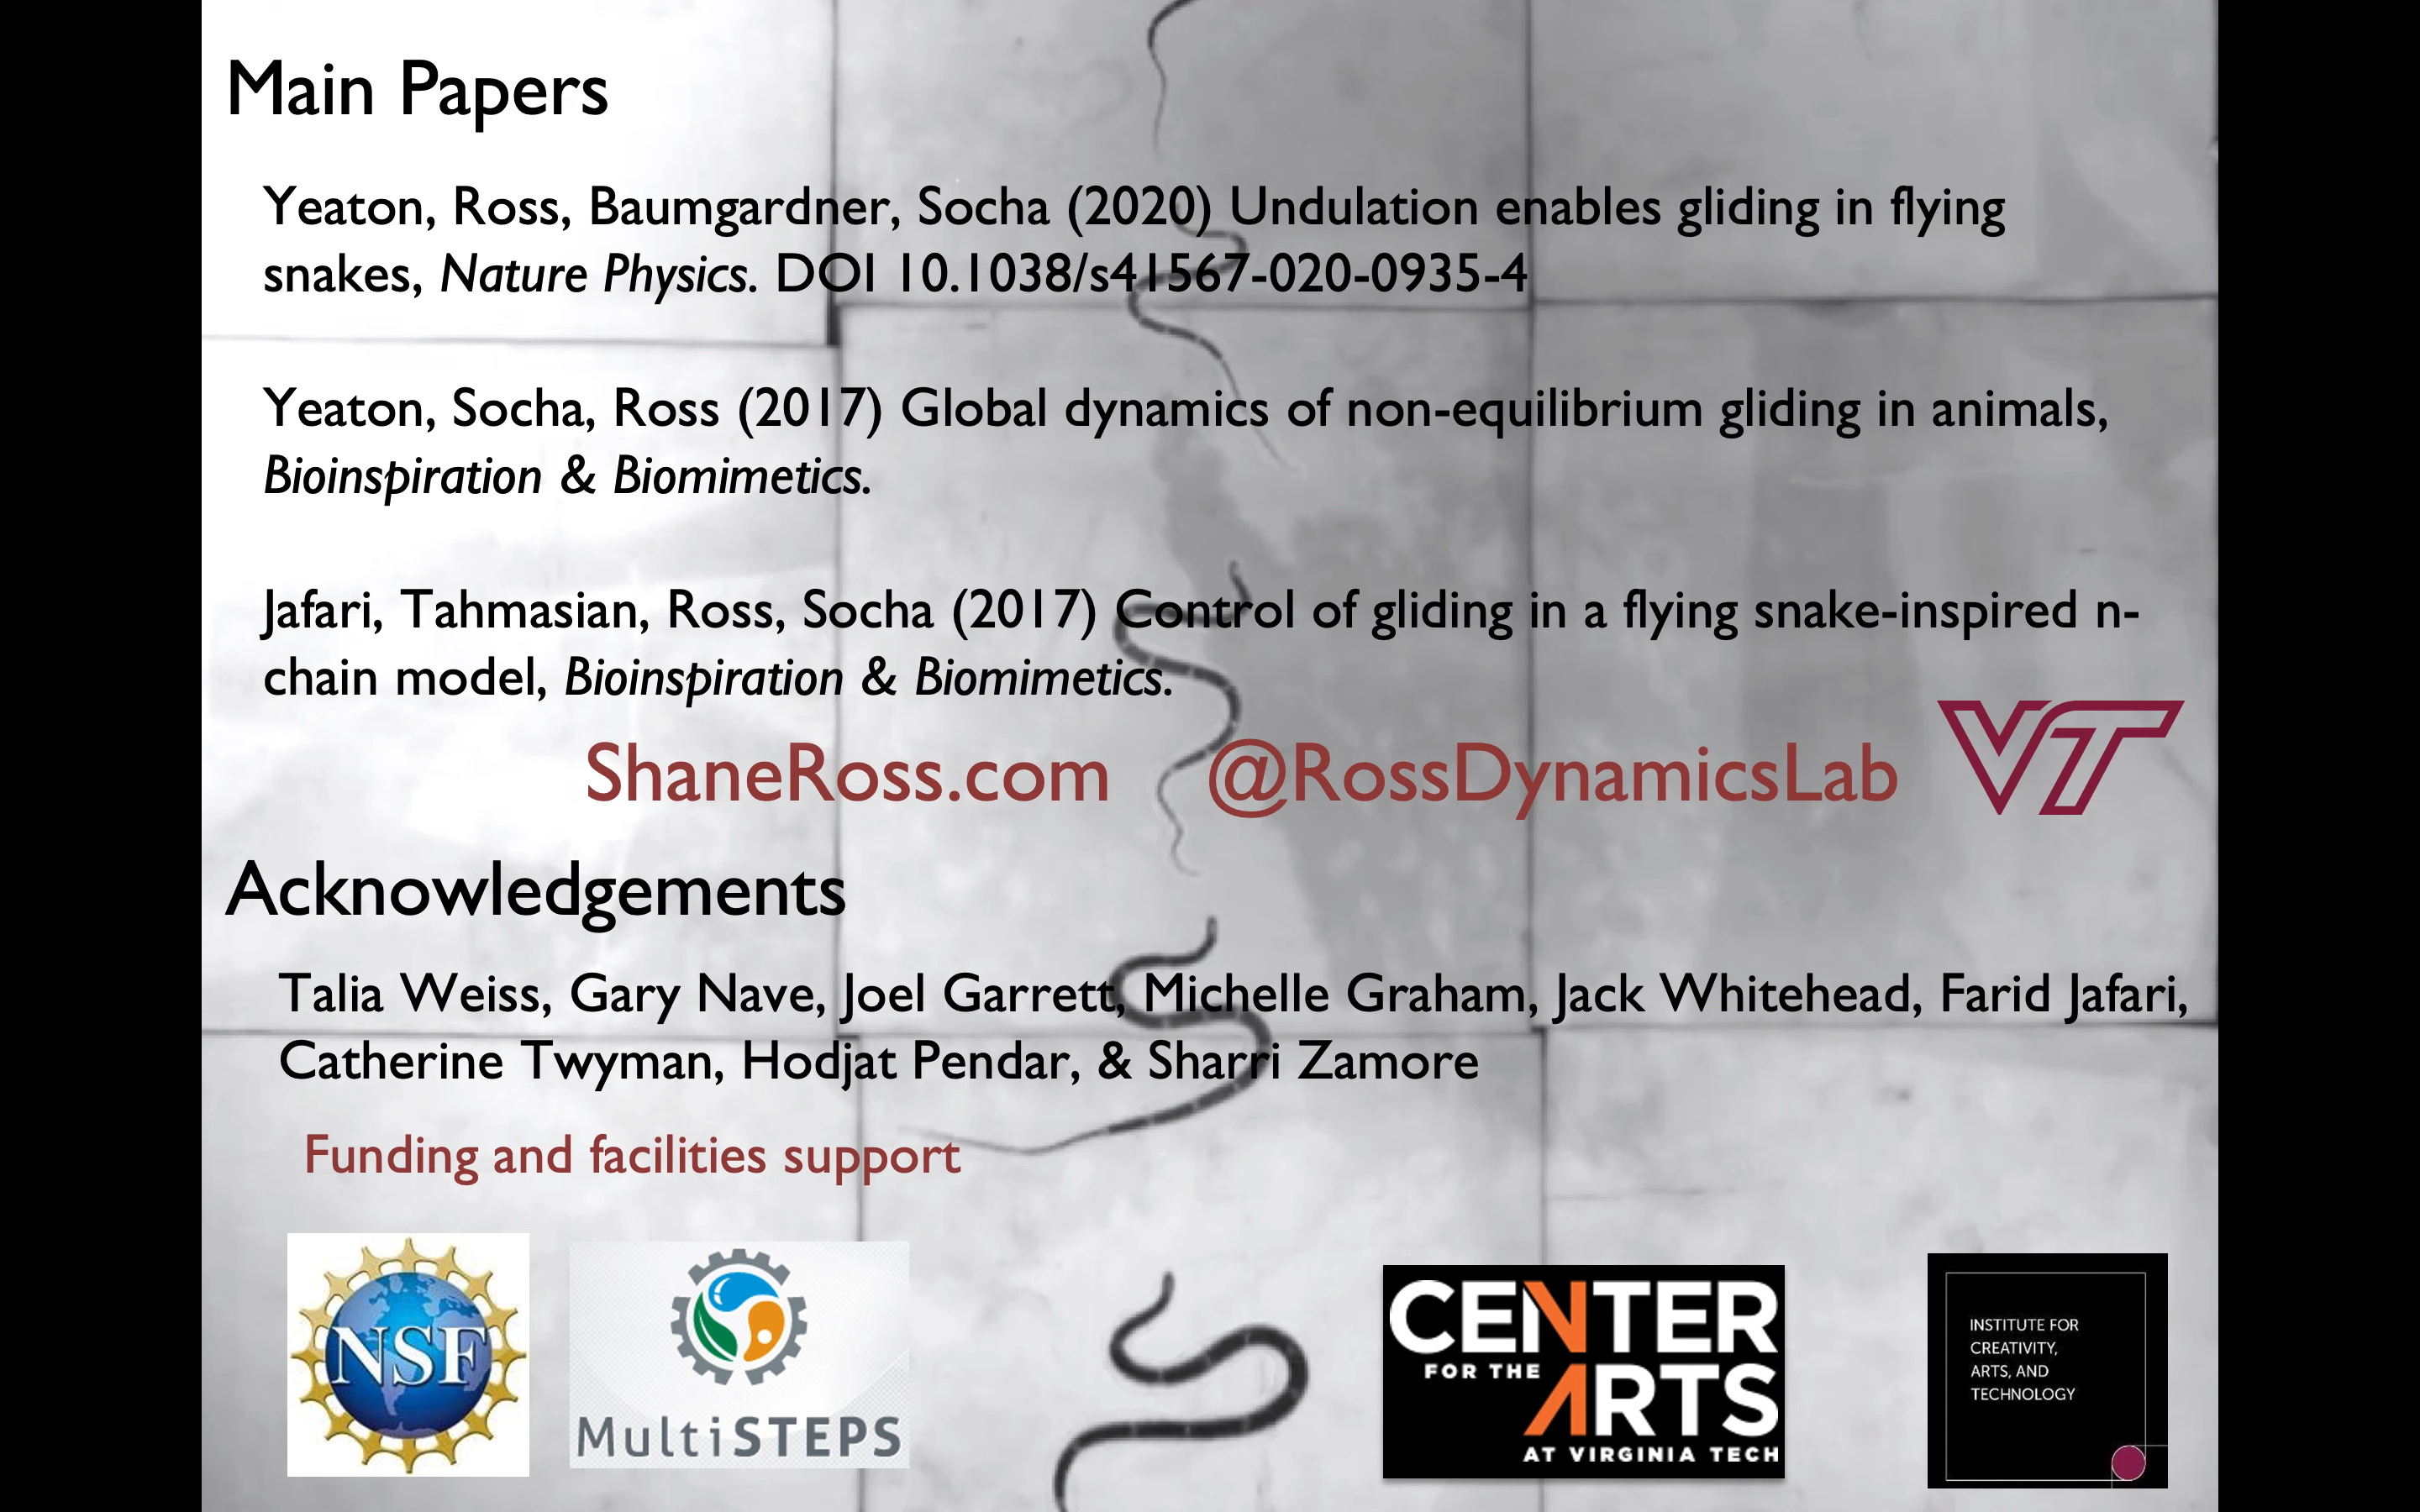 Main Papers
Yeaton, Ross, Baumgardner, Socha (2020) Undulation enables gliding in flying
snakes, Nature Physics. DOI 10.1038/s41567-020-0935-4
Yeaton, Socha, Ross (2017) Global dynamics of non-equilibrium gliding in animals,
Bioinspiration & Biomimetics.
Jafari, Tahmasian, Ross, Socha (2017) Control of gliding in a flying snake-inspired n-
chain model, Bioinspiration & Biomimetics.
ShaneRoss.com @RossDynamicsLab VT
Acknowledgements
Talia Weiss, Gary Nave, Joel Garrett, Michelle Graham, Jack Whitehead, Farid Jafari,
Catherine Twyman, Hodjat Pendar, & Sharri Zamore
Funding and facilities support
NSF
MultiSTEPS
CENTER
FOR THE
ARTS
AT VIRGINIA TECH
INSTITUTE FOR
CREATIVITY,
ARTS, AND
TECHNOLOGY